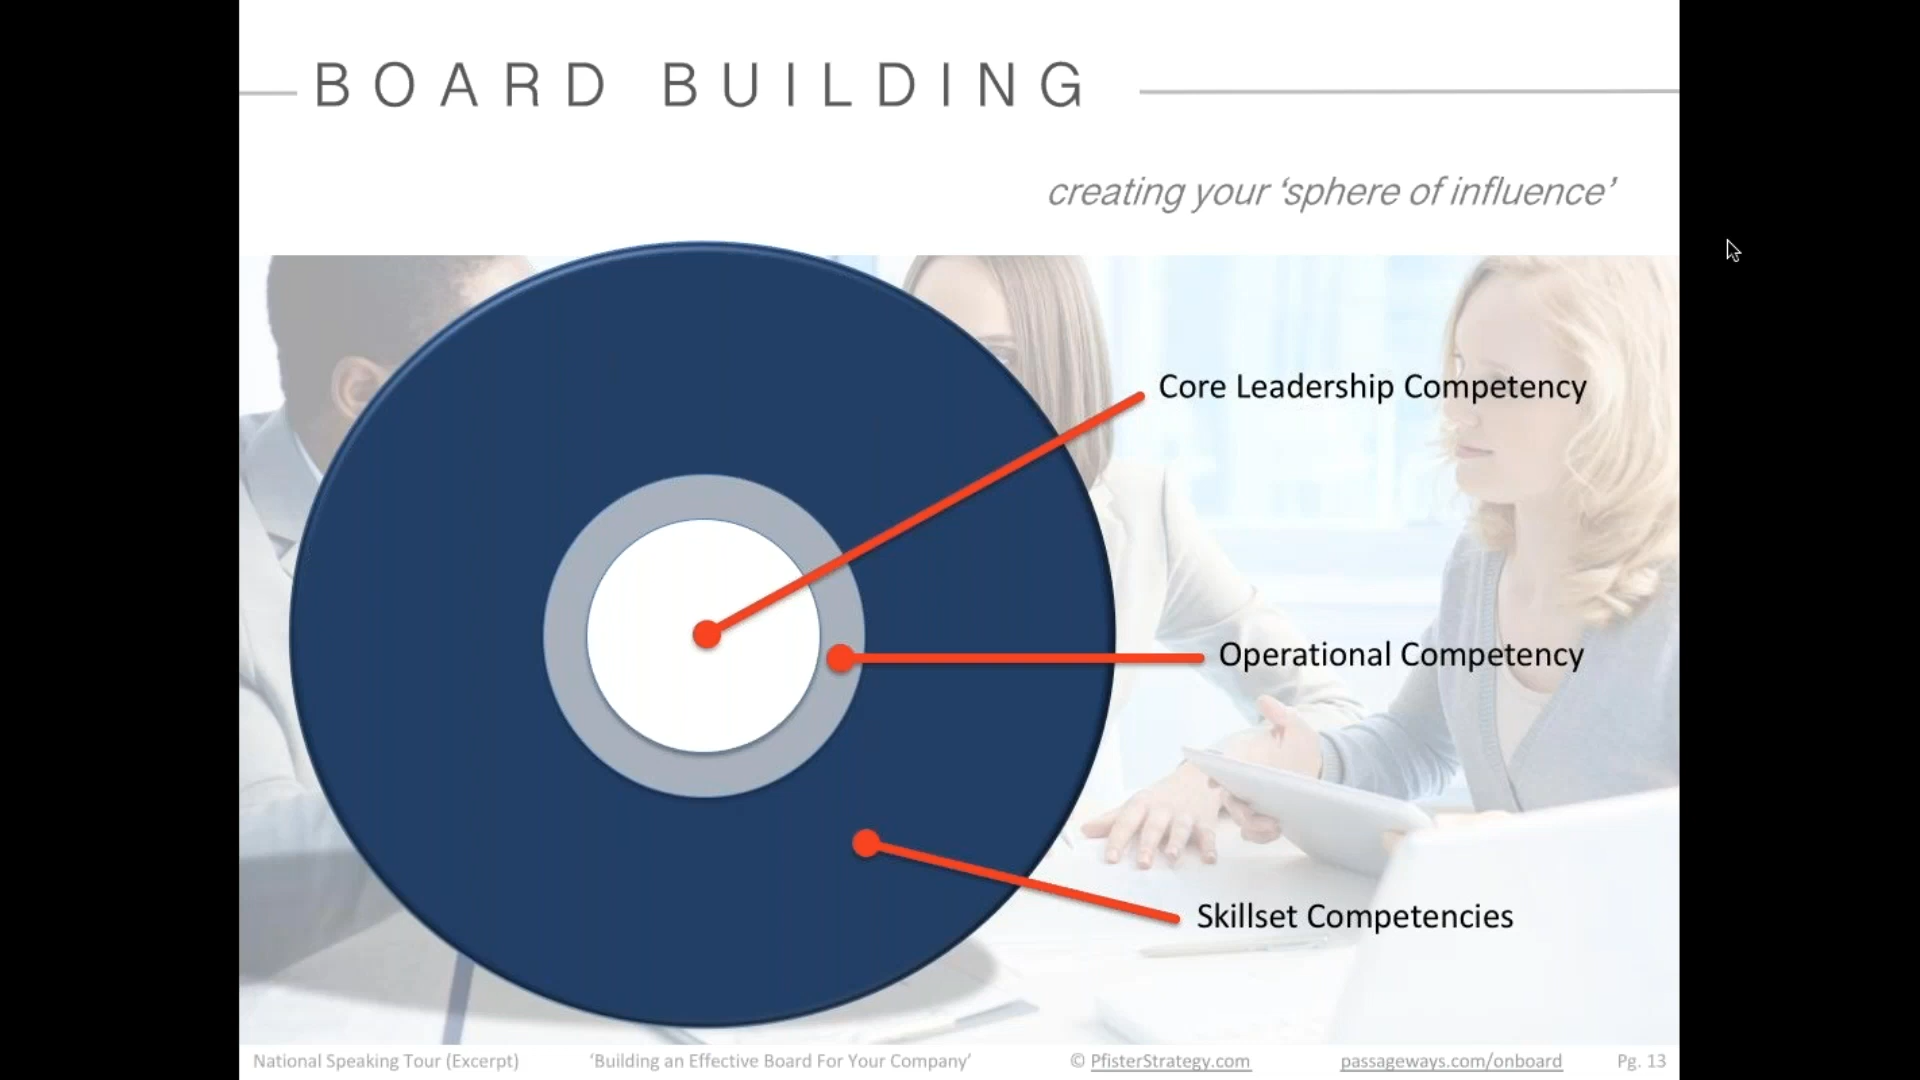 BOARD BUILDING
creating your ‘sphere of influence’
Core Leadership Competency
Operational Competency
Skillset Competencies
National Speaking Tour (Excerpt) ‘Building an Effective Board For Your Company’ © PfisterStrategy.com passageways.com/onboard Pg. 13